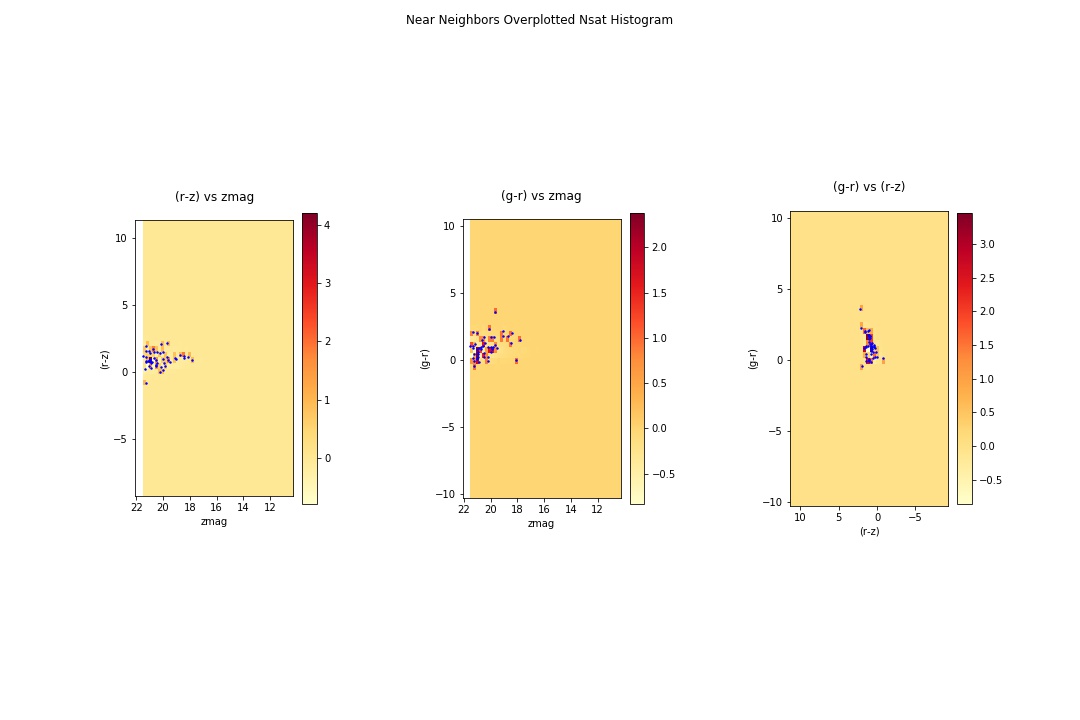 Near Neighbors Overplotted Nsat Histogram
(r-z) vs zmag
10
5
0
−5
(r-z)
22 20 18 16 14 12
zmag
4
3
2
1
0
(g-r) vs zmag
10
5
0
−5
−10
(g-r)
22 20 18 16 14 12
zmag
2.0
1.5
1.0
0.5
0.0
−0.5
(g-r) vs (r-z)
10
5
0
−5
−10
(g-r)
10 5 0 −5
(r-z)
3.0
2.5
2.0
1.5
1.0
0.5
0.0
−0.5